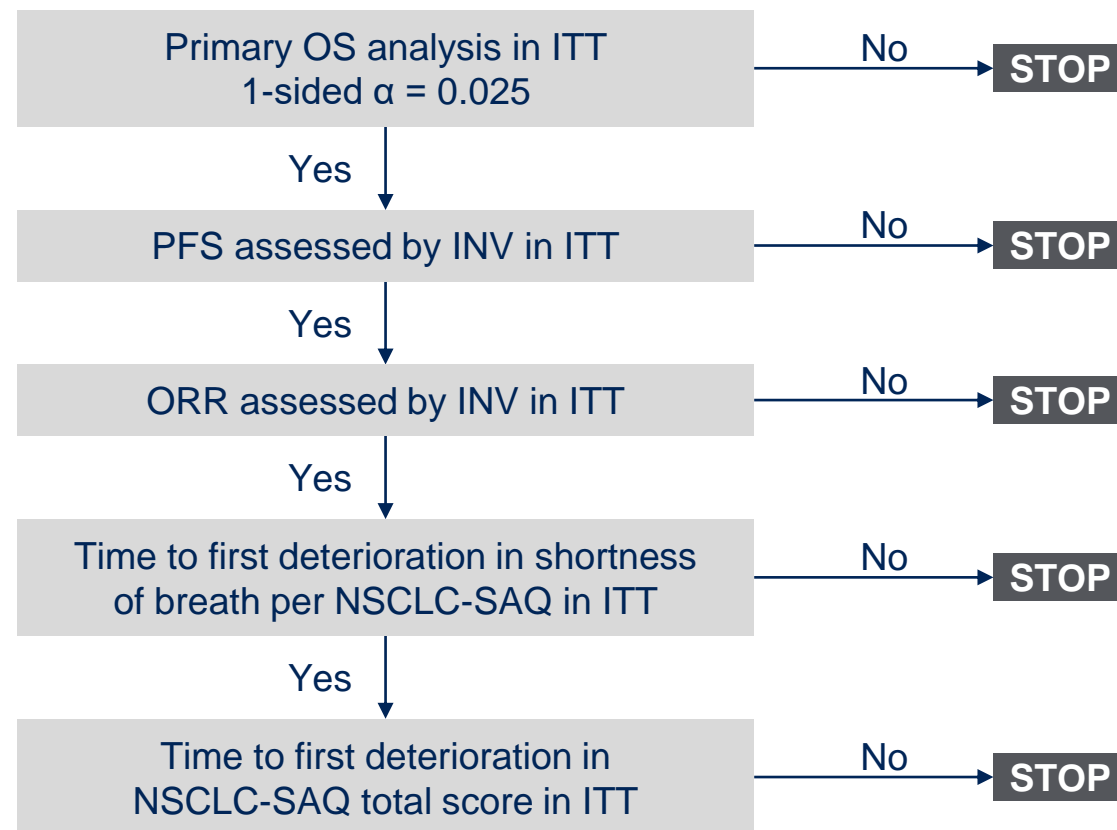 Primary OS analysis in ITT
1-sided α = 0.025
No
STOP
Yes
PFS assessed by INV in ITT
No
STOP
Yes
ORR assessed by INV in ITT
No
STOP
Yes
Time to first deterioration in shortness
of breath per NSCLC-SAQ in ITT
No
STOP
Yes
Time to first deterioration in
NSCLC-SAQ total score in ITT
No
STOP